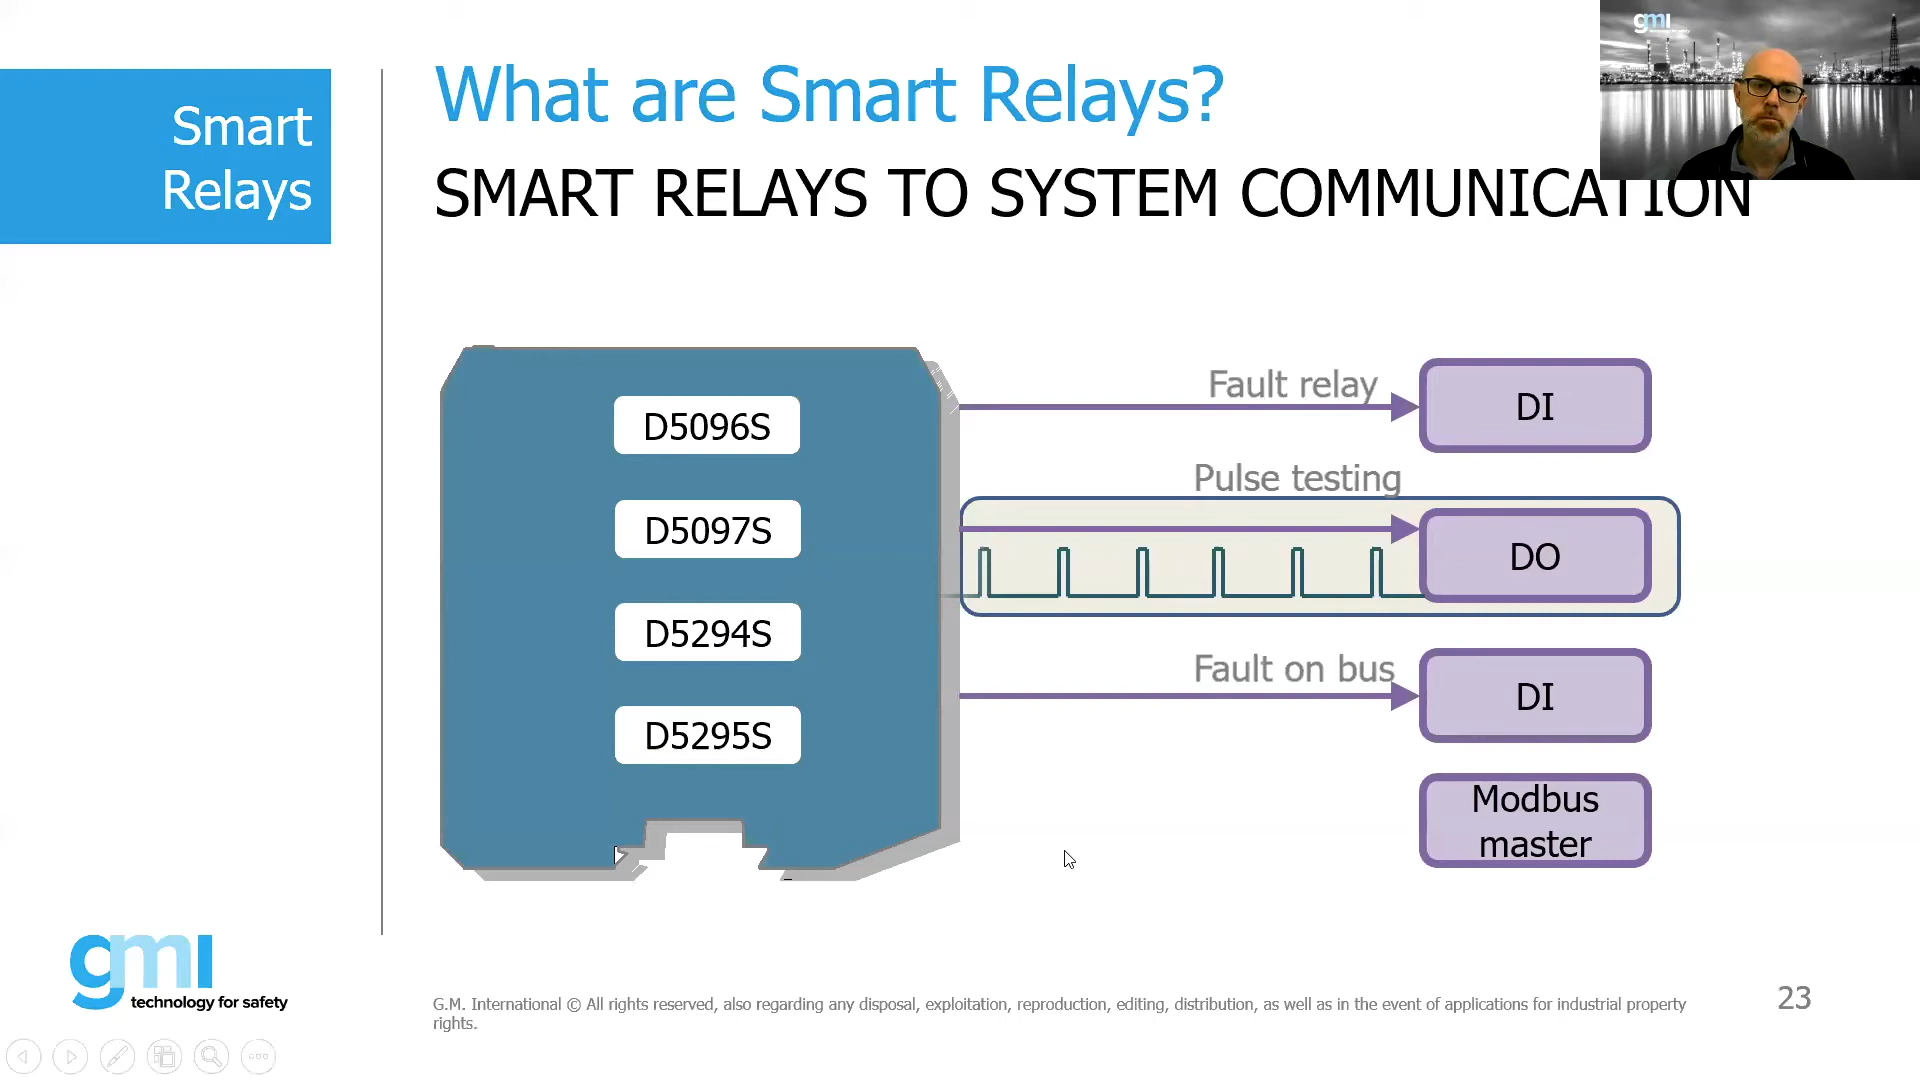 Smart
Relays
What are Smart Relays?
SMART RELAYS TO SYSTEM COMMUNICATION
gmi
D5096S
D5097S
D5294S
D5295S
Fault relay
DI
Pulse testing
DO
Fault on bus
DI
Modbus
master
gmi
technology for safety
G.M. International © All rights reserved, also regarding any disposal, exploitation, reproduction, editing, distribution, as well as in the event of applications for industrial property
rights.
23